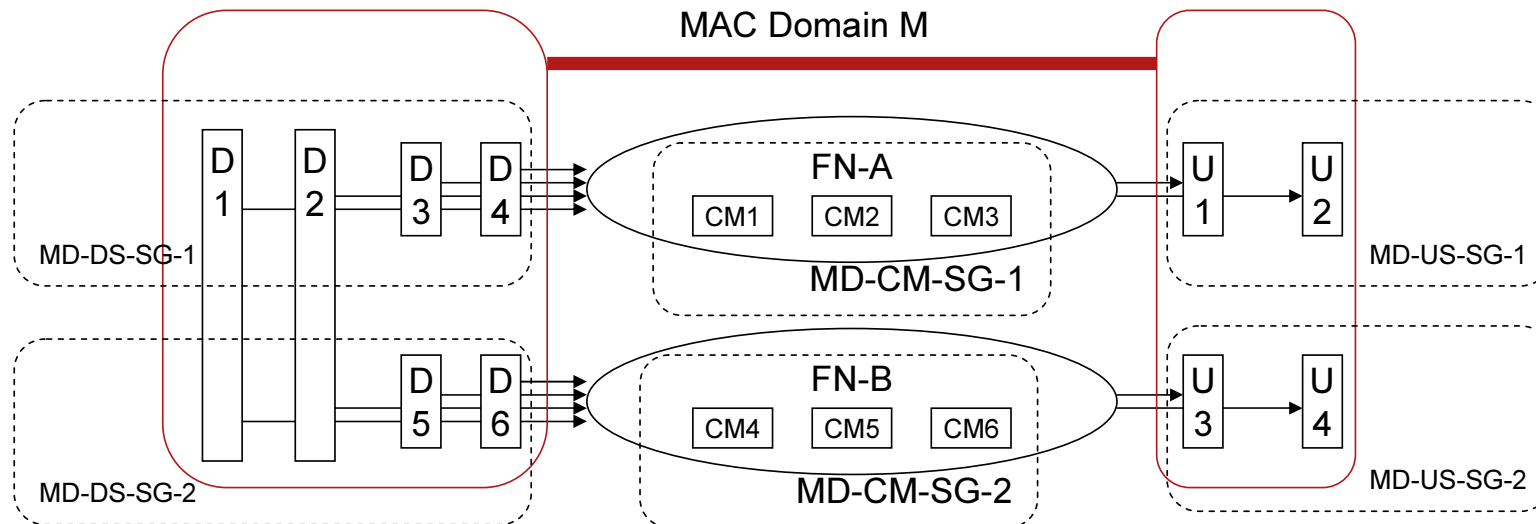 MAC Domain M
D
1
D
2
D
3
D
4
MD-DS-SG-1
FN-A
CM1
CM2
CM3
MD-CM-SG-1
U
1
U
2
MD-US-SG-1
D
5
D
6
MD-DS-SG-2
FN-B
CM4
CM5
CM6
MD-CM-SG-2
U
3
U
4
MD-US-SG-2